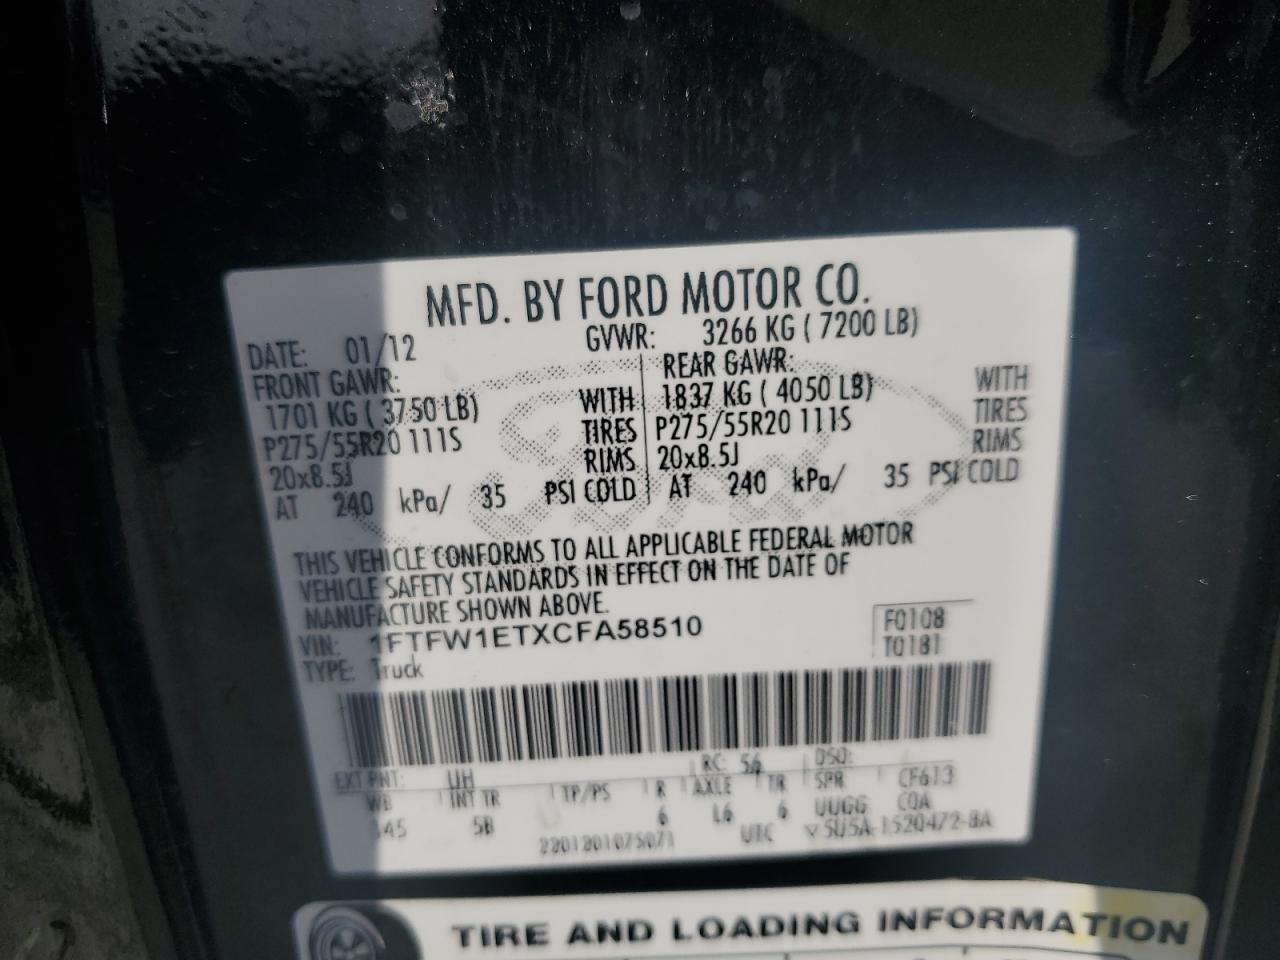 MFD. BY FORD MOTOR CO.
DATE: 01/12 GVWR: 3266 KG ( 7200 LB)
FRONT GAWR: REAR GAWR:
1701 KG ( 3750 LB) WITH 1837 KG ( 4050 LB) WITH
P275/55R20 111S TIRES P275/55R20 111S TIRES
20x8.5J RIMS 20x8.5J RIMS
AT 240 kPa/ 35 PSI COLD AT 240 kPa/ 35 PSI COLD
THIS VEHICLE CONFORMS TO ALL APPLICABLE FEDERAL MOTOR
VEHICLE SAFETY STANDARDS IN EFFECT ON THE DATE OF
MANUFACTURE SHOWN ABOVE.
VIN: 1FTFW1ETXCFA58510 F0108
TYPE: Truck T0181
EXT PNT: UH RC: 56 DSO:
WB INT TR TP/PS R AXLE TR SPR CF613
145 5B 6 L6 6 UUGG COA
2201201075071 UTC 5U5A-1520472-BA
TIRE AND LOADING INFORMATION